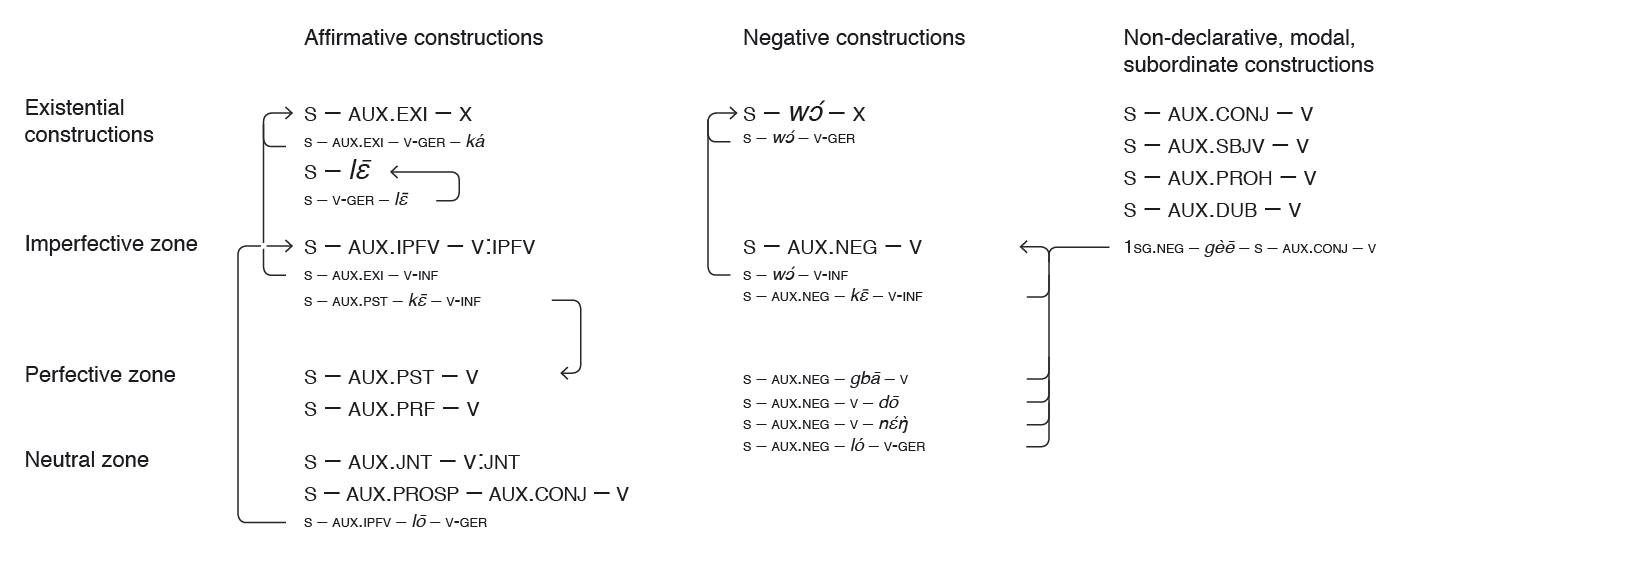 Affirmative constructions
Negative constructions
Non-declarative, modal,
subordinate constructions
Existential
constructions
S – AUX.EXI – X
S – AUX.EXI – V-GER – ká
S – lɛ̄
S – V-GER – lɛ̄
S – wɔ́ – X
S – wɔ́ – V-GER
S – AUX.CONJ – V
S – AUX.SBJV – V
S – AUX.PROH – V
S – AUX.DUB – V
Imperfective zone
S – AUX.IPFV – V⁚IPFV
S – AUX.EXI – V-INF
S – AUX.PST – kɛ̄ – V-INF
S – AUX.NEG – V
S – wɔ́ – V-INF
S – AUX.NEG – kɛ̄ – V-INF
1SG.NEG – gèē – S – AUX.CONJ – V
Perfective zone
S – AUX.PST – V
S – AUX.PRF – V
S – AUX.NEG – gbā – V
S – AUX.NEG – V – dō
S – AUX.NEG – V – nɛ́ŋ̀
S – AUX.NEG – ló – V-GER
Neutral zone
S – AUX.JNT – V⁚JNT
S – AUX.PROSP – AUX.CONJ – V
S – AUX.IPFV – lō – V-GER